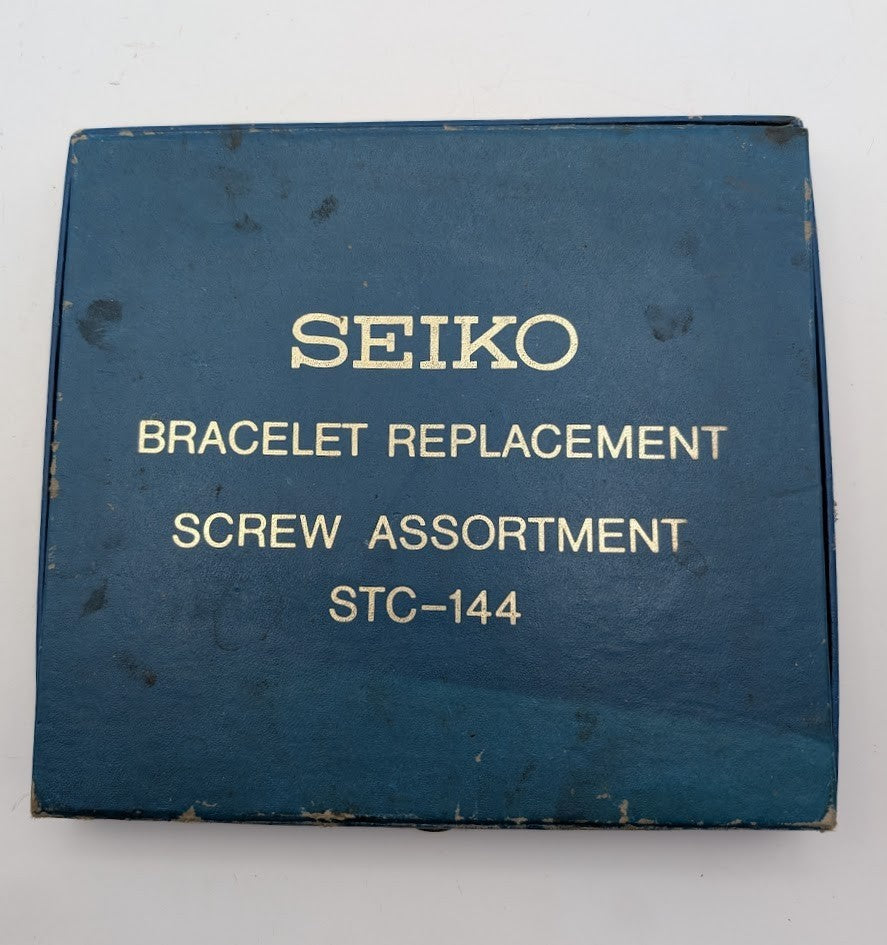 SEIKO
BRACELET REPLACEMENT
SCREW ASSORTMENT
STC-144